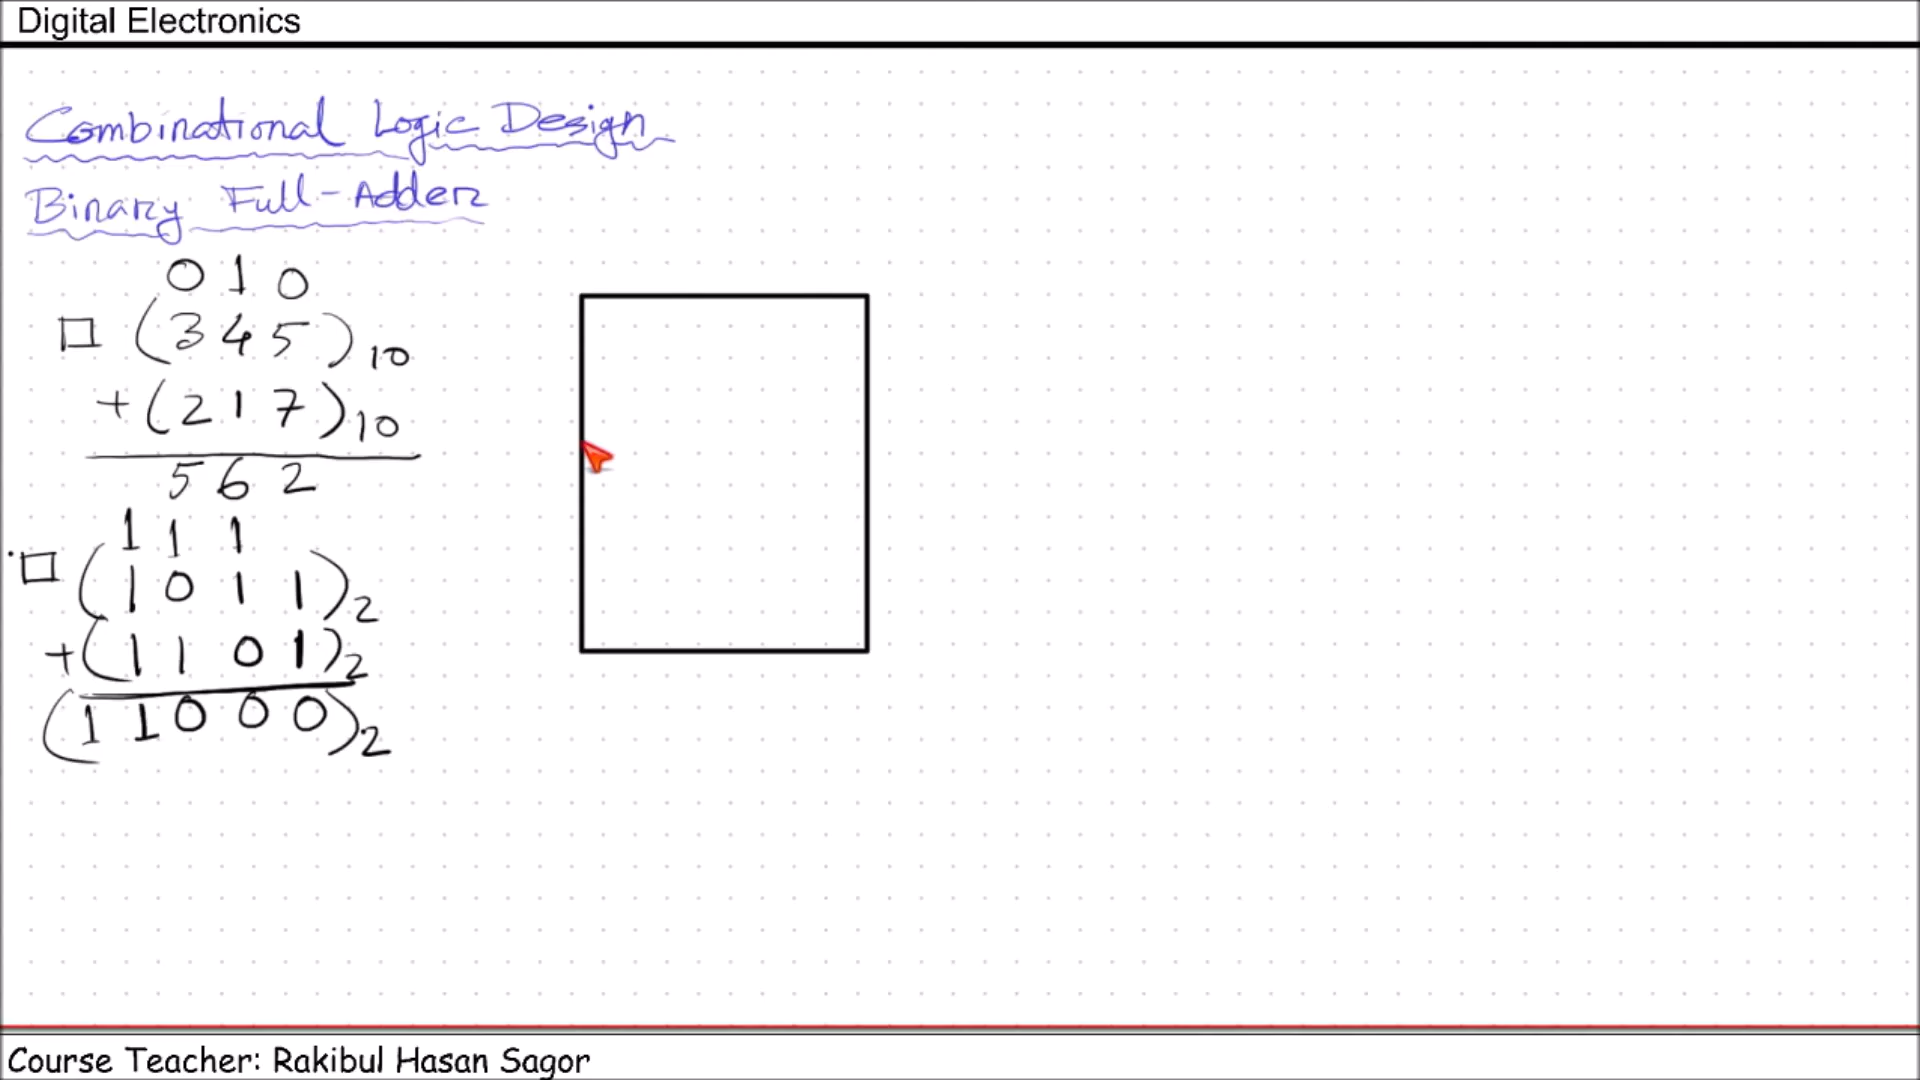 Digital Electronics
Combinational Logic Design
Binary Full-Adder
0 1 0
□ (3 4 5)10
+ (2 1 7)10
5 6 2
1 1 1
□ (1 0 1 1)2
+ (1 1 0 1)2
(1 1 0 0 0)2
Course Teacher: Rakibul Hasan Sagor